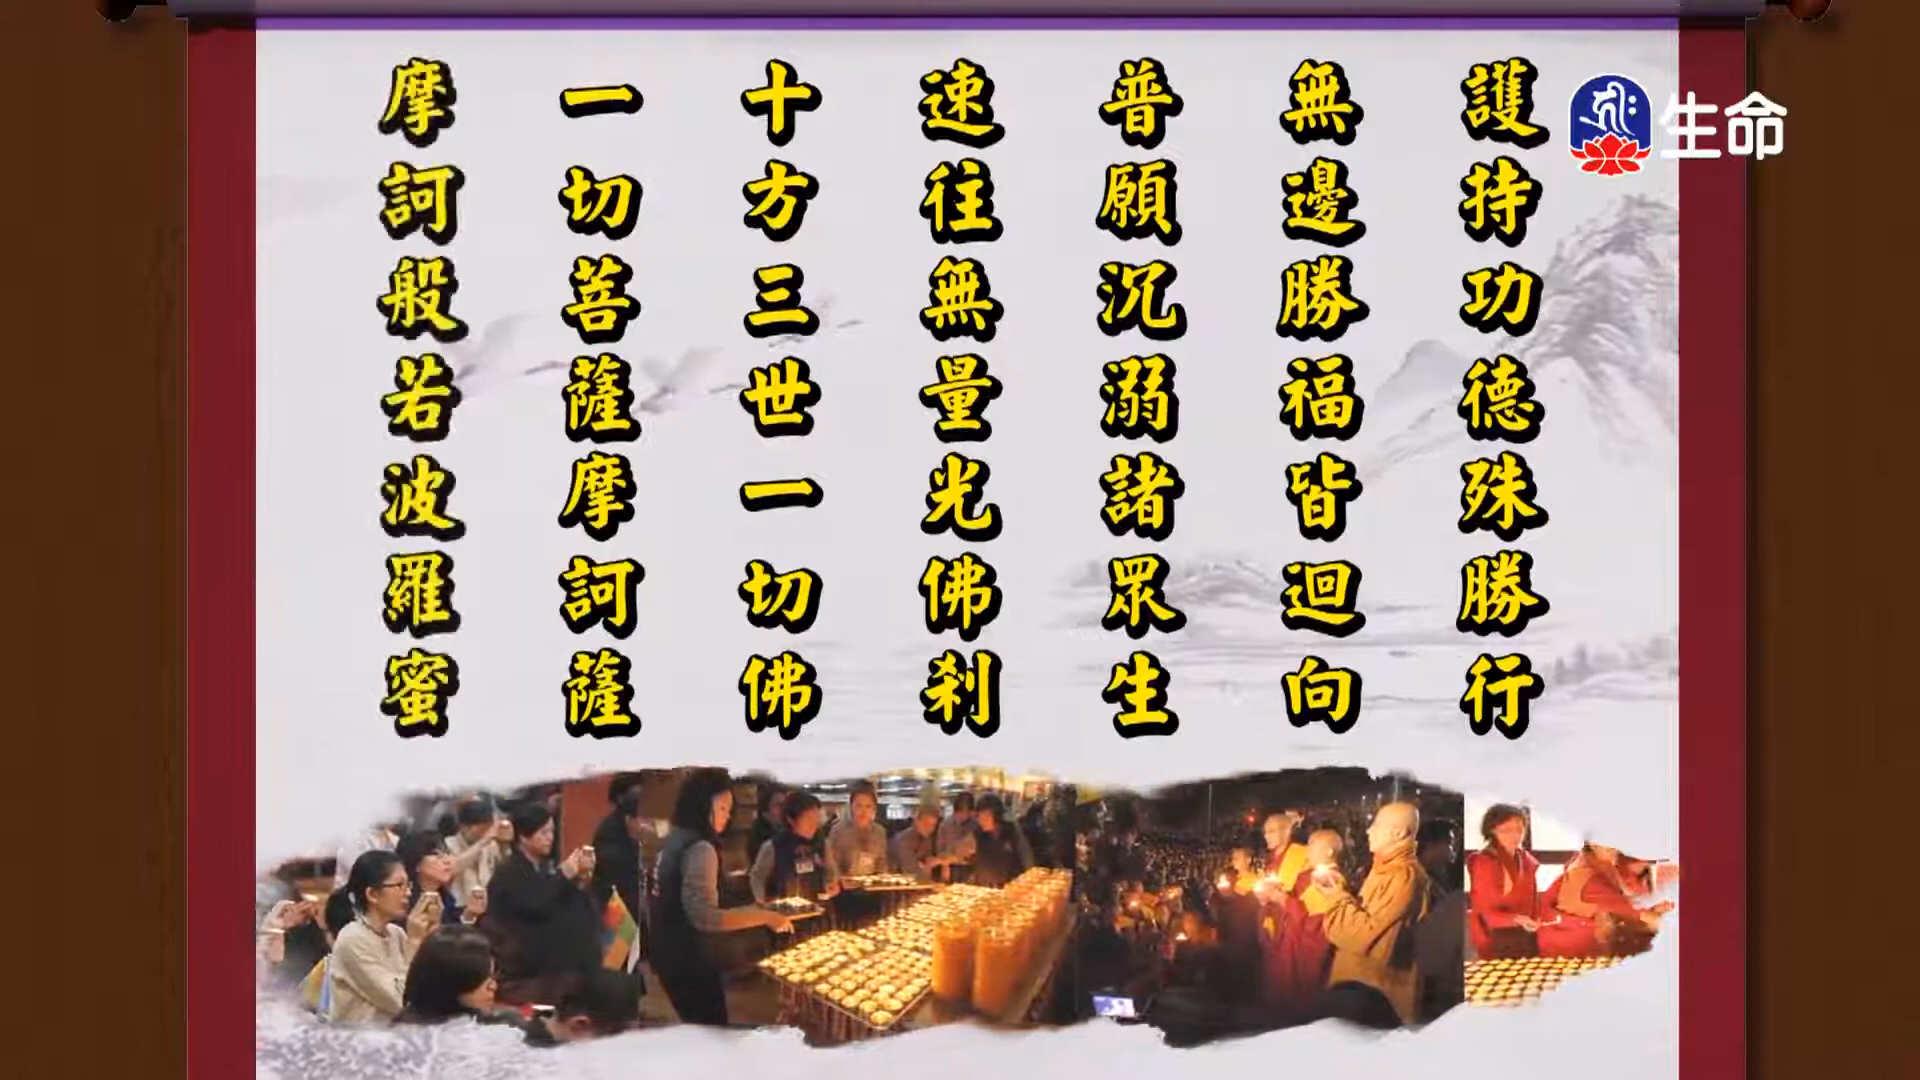 護持功德殊勝行
無邊勝福皆迴向
普願沉溺諸眾生
速往無量光佛刹
十方三世一切佛
一切菩薩摩訶薩
摩訶般若波羅蜜
生命